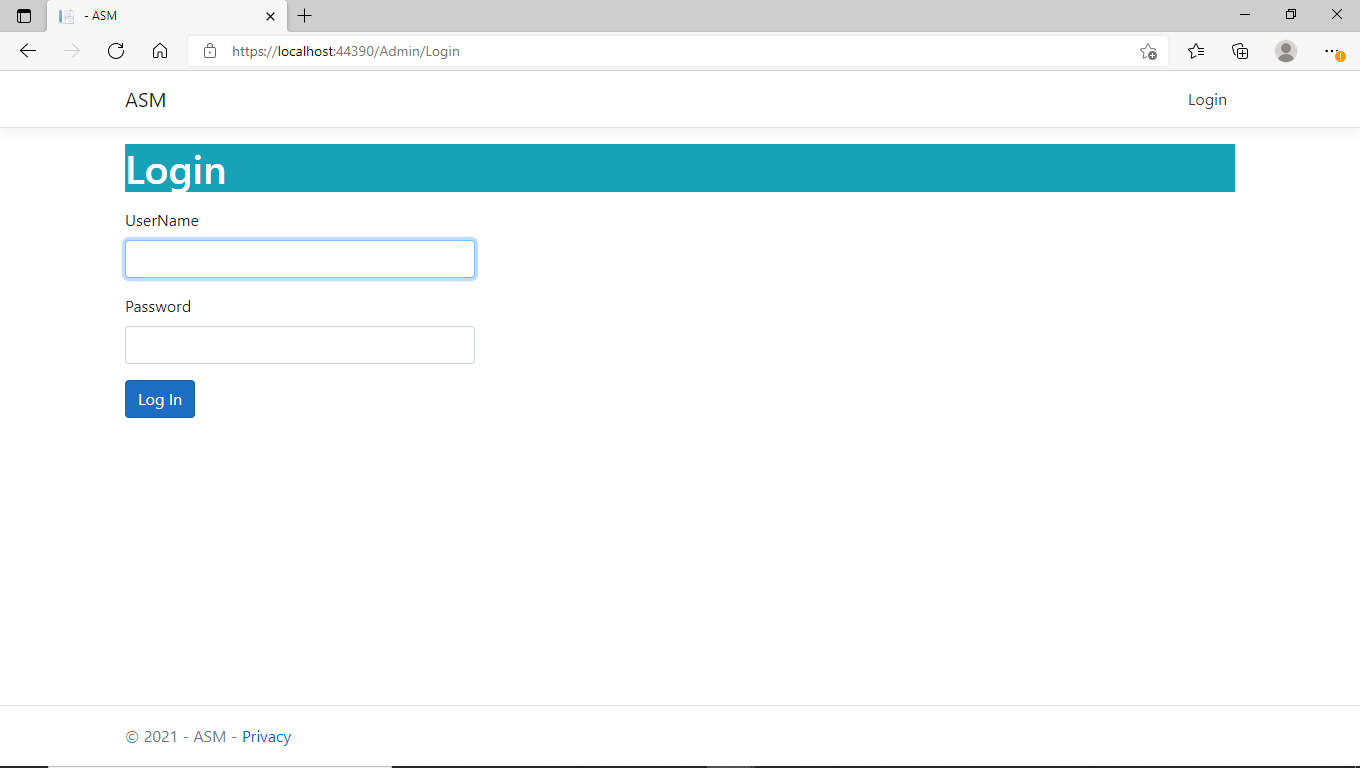 - ASM
https://localhost:44390/Admin/Login
ASM
Login
Login
UserName
Password
Log In
© 2021 - ASM - Privacy